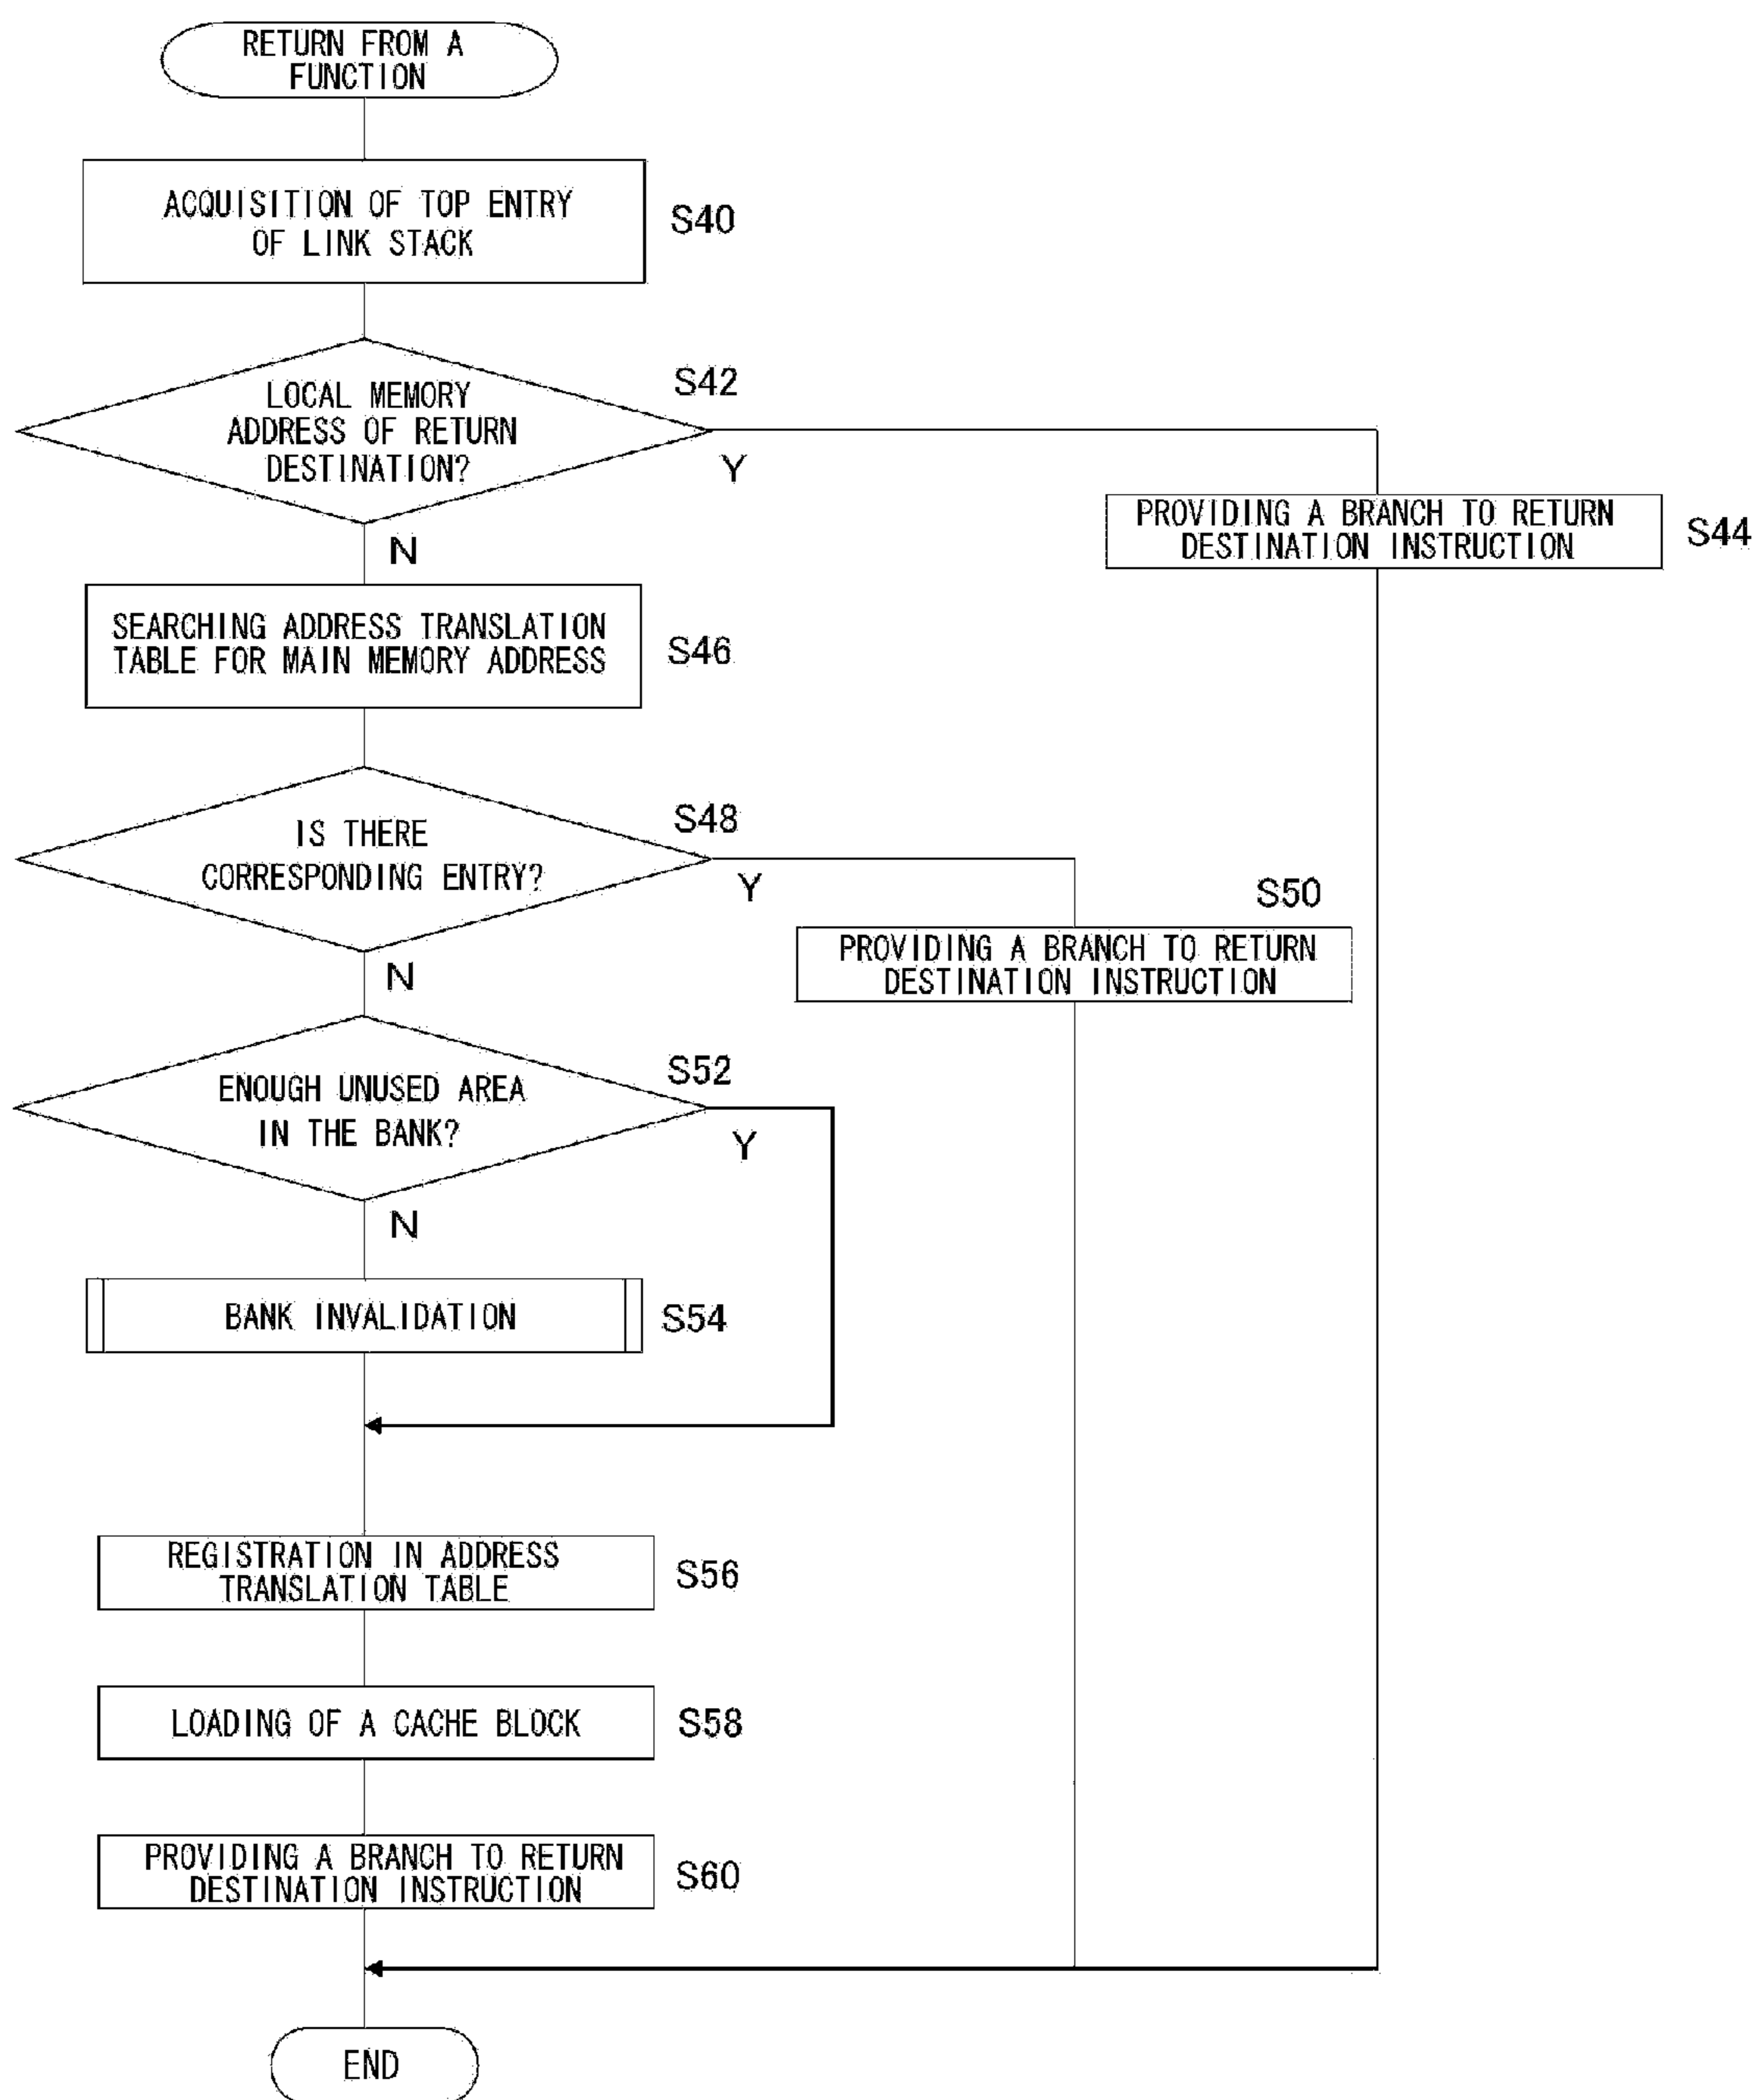 RETURN FROM A
FUNCTION
ACQUISITION OF TOP ENTRY
OF LINK STACK
S40
LOCAL MEMORY
ADDRESS OF RETURN
DESTINATION?
S42
Y
N
PROVIDING A BRANCH TO RETURN
DESTINATION INSTRUCTION
S44
SEARCHING ADDRESS TRANSLATION
TABLE FOR MAIN MEMORY ADDRESS
S46
IS THERE
CORRESPONDING ENTRY?
S48
Y
N
S50
PROVIDING A BRANCH TO RETURN
DESTINATION INSTRUCTION
ENOUGH UNUSED AREA
IN THE BANK?
S52
Y
N
BANK INVALIDATION
S54
REGISTRATION IN ADDRESS
TRANSLATION TABLE
S56
LOADING OF A CACHE BLOCK
S58
PROVIDING A BRANCH TO RETURN
DESTINATION INSTRUCTION
S60
END